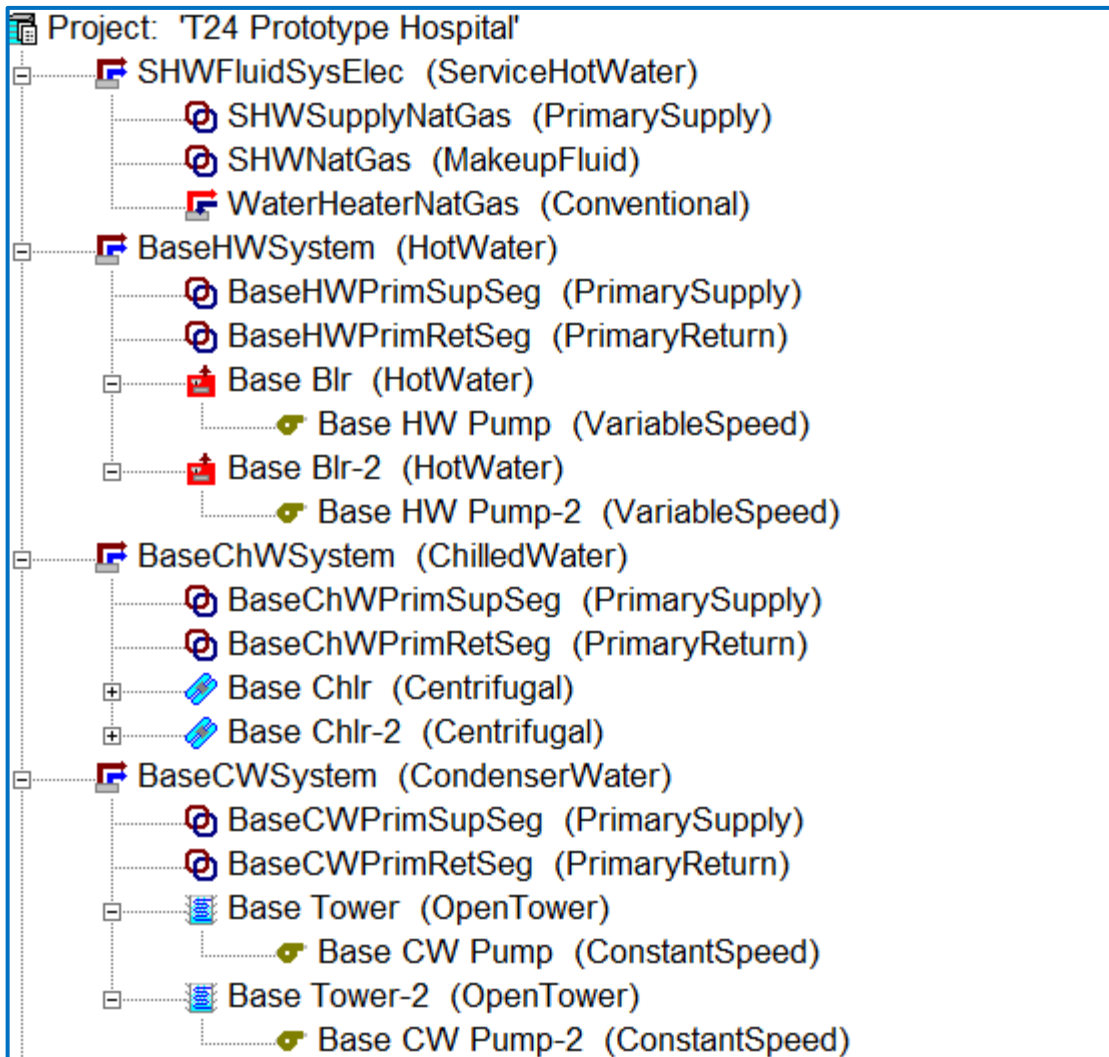 Project: 'T24 Prototype Hospital'
SHWFluidSysElec (ServiceHotWater)
SHWSupplyNatGas (PrimarySupply)
SHWNatGas (MakeupFluid)
WaterHeaterNatGas (Conventional)
BaseHWSystem (HotWater)
BaseHWPrimSupSeg (PrimarySupply)
BaseHWPrimRetSeg (PrimaryReturn)
Base Blr (HotWater)
Base HW Pump (VariableSpeed)
Base Blr-2 (HotWater)
Base HW Pump-2 (VariableSpeed)
BaseChWSystem (ChilledWater)
BaseChWPrimSupSeg (PrimarySupply)
BaseChWPrimRetSeg (PrimaryReturn)
Base Chlr (Centrifugal)
Base Chlr-2 (Centrifugal)
BaseCWSystem (CondenserWater)
BaseCWPrimSupSeg (PrimarySupply)
BaseCWPrimRetSeg (PrimaryReturn)
Base Tower (OpenTower)
Base CW Pump (ConstantSpeed)
Base Tower-2 (OpenTower)
Base CW Pump-2 (ConstantSpeed)